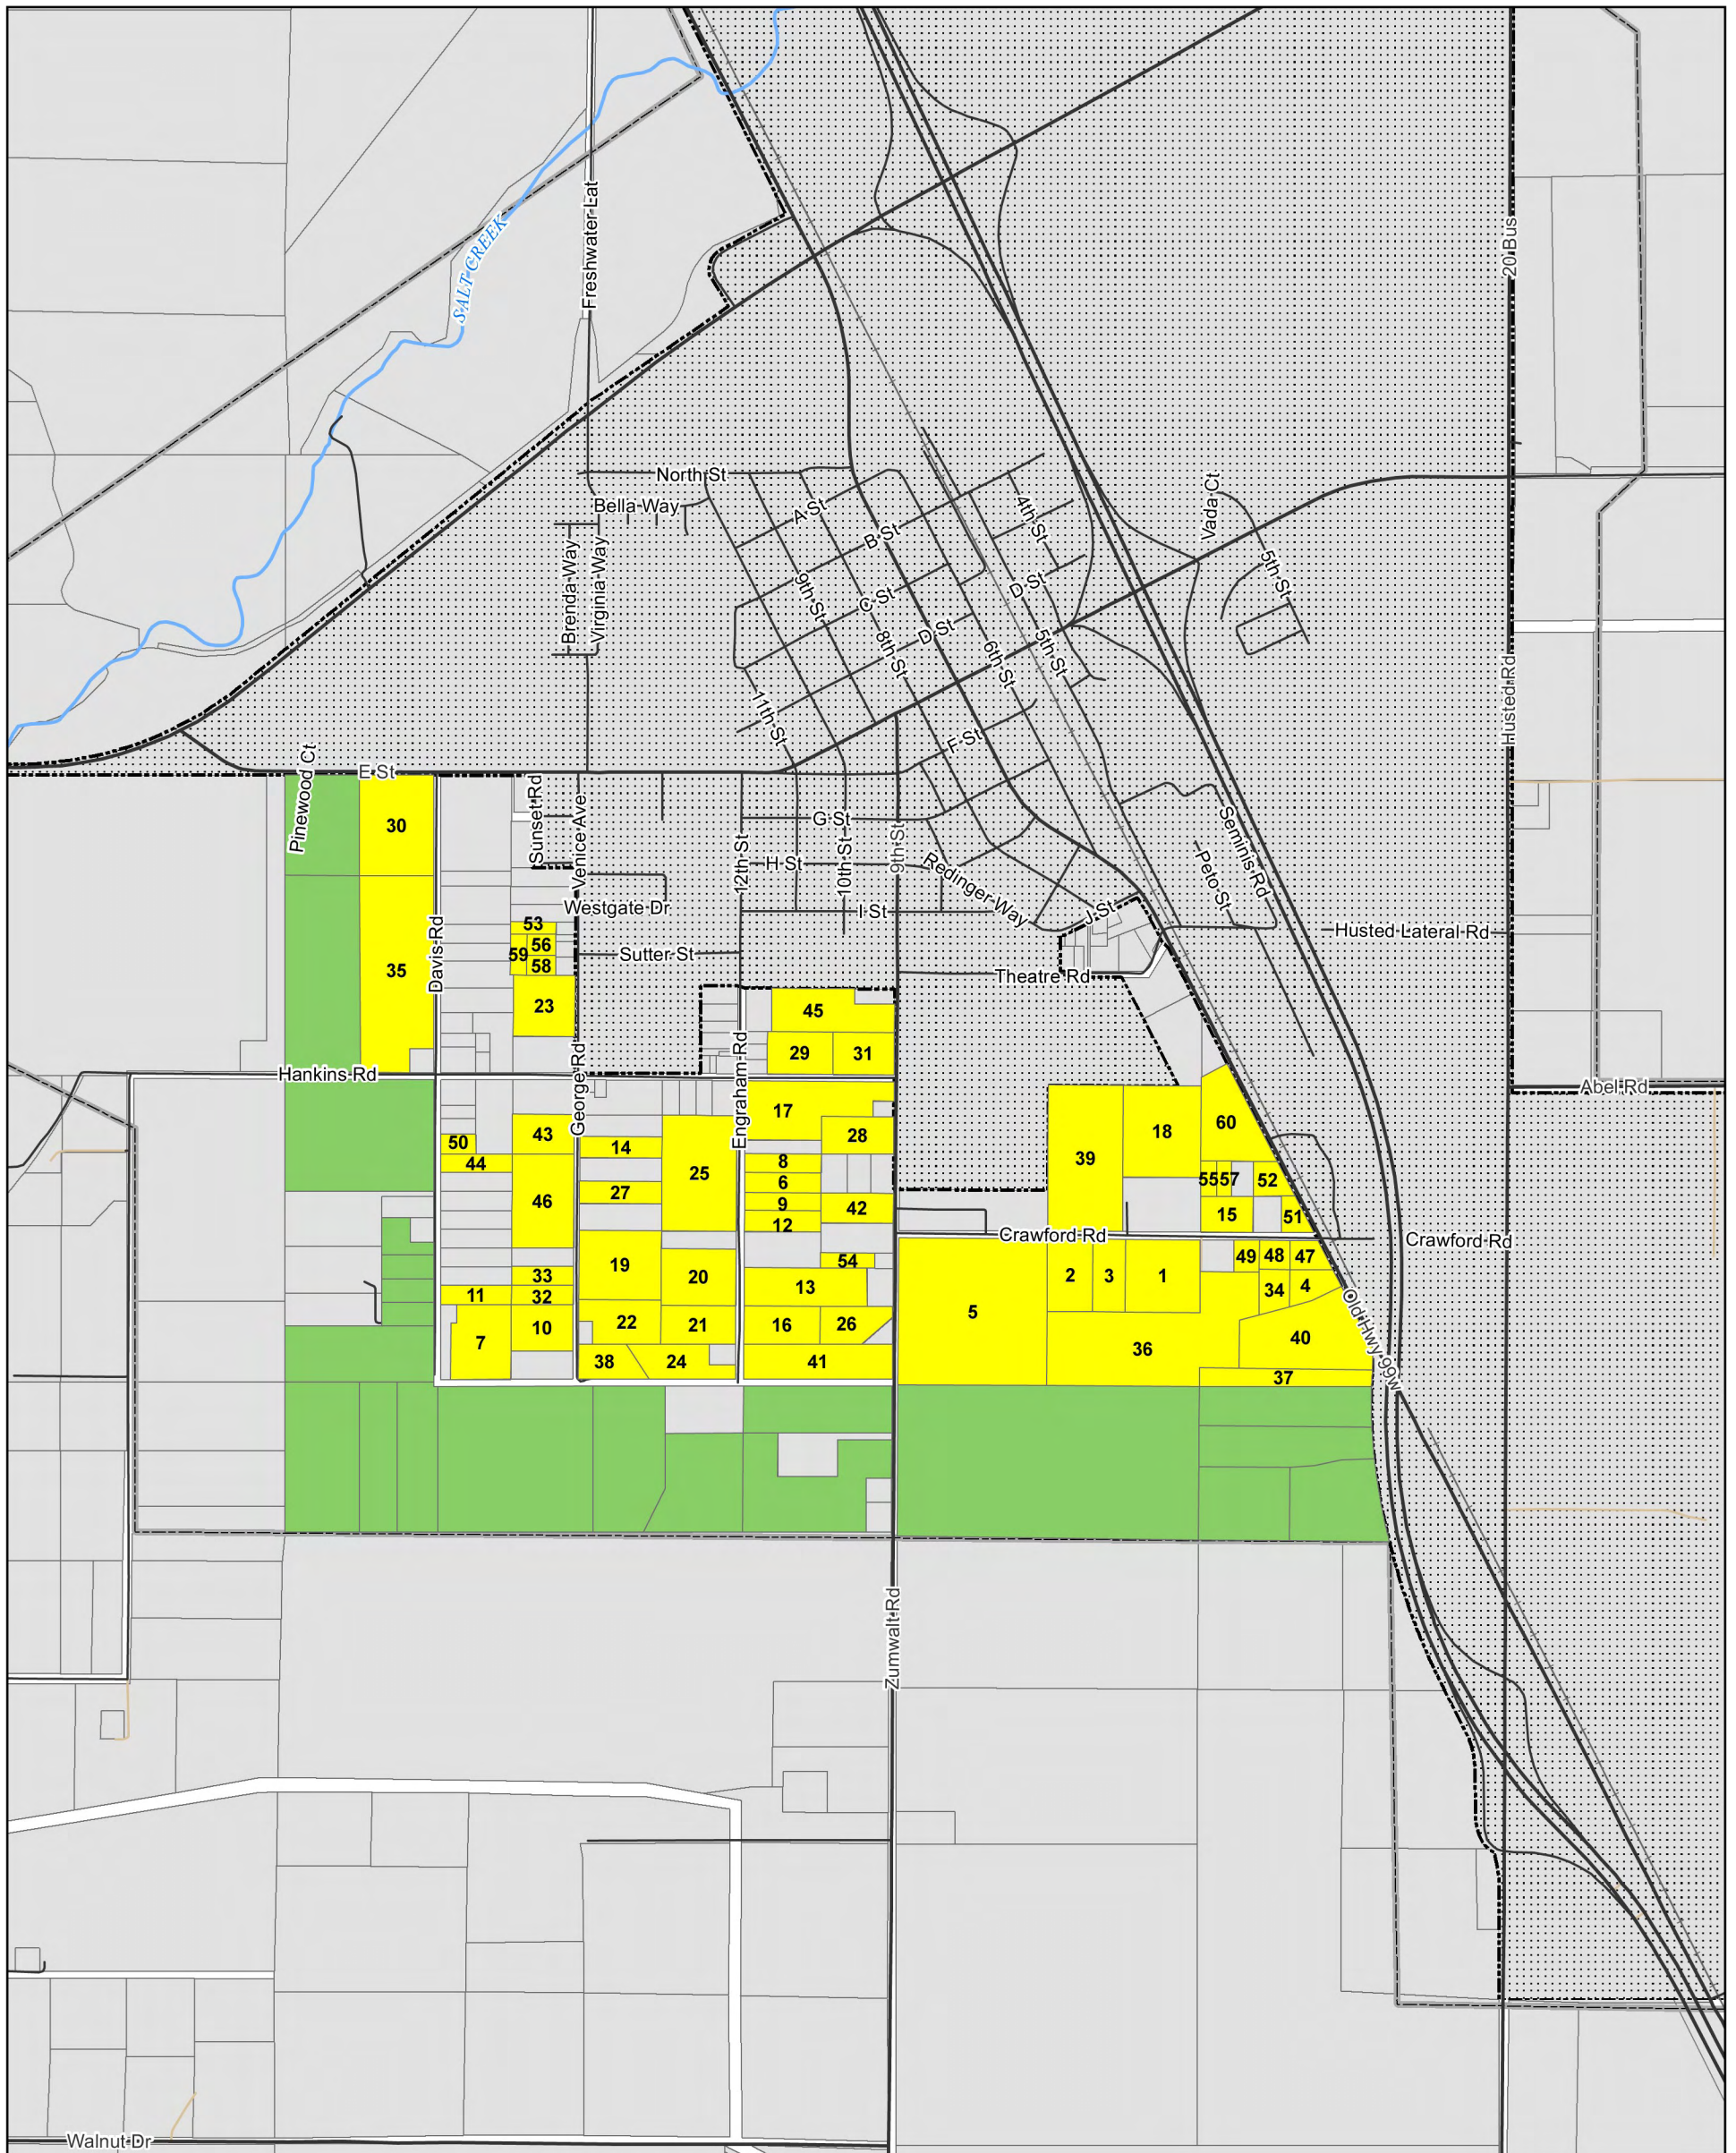 Freshwater Lat
SALT CREEK
20 Bus
North St
Bella Way
A St
B St
4th St
Vada Ct
Brenda Way
Virginia Way
9th St
C St
D St
5th St
D St
8th St
6th St
5th St
11th St
F St
Husted Rd
Pinewood Ct
E St
Sunset Rd
Venice Ave
12th St
G St
H St
10th St
9th St
Redinger Way
Peto St
Seminis Rd
Westgate Dr
I St
J St
Husted Lateral Rd
Sutter St
Theatre Rd
Davis Rd
30
35
53
56
59
58
23
45
29
31
Hankins Rd
George Rd
Engraham Rd
Abel Rd
17
28
43
14
50
44
25
8
6
27
46
9
42
12
39
18
60
55
57
52
15
51
Crawford Rd
Crawford Rd
54
49
48
47
19
20
33
13
2
3
1
34
4
11
32
5
22
21
16
26
10
7
36
40
38
24
41
37
Old Hwy 99w
Zumwalt Rd
Walnut Dr